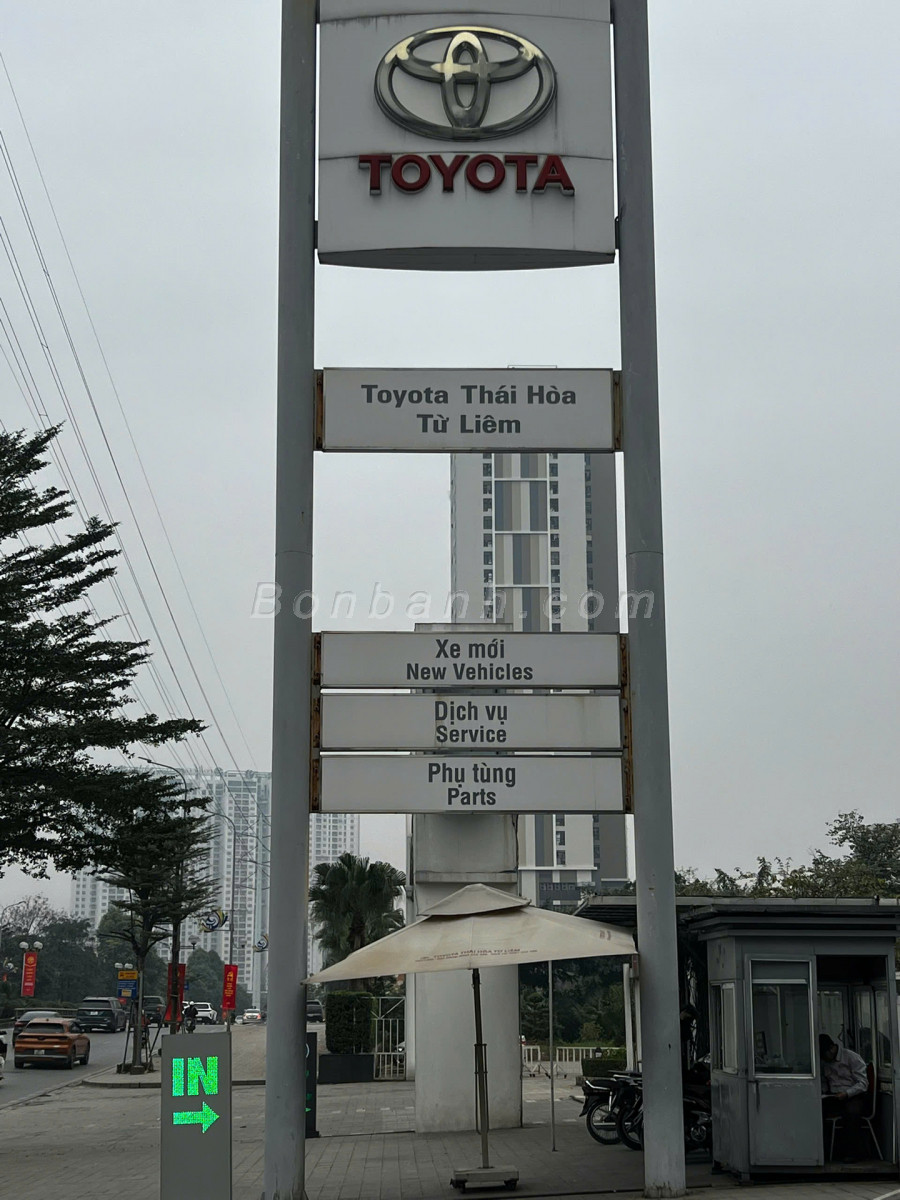 TOYOTA
Toyota Thái Hòa
Từ Liêm
Bonbanh.com
Xe mới
New Vehicles
Dịch vụ
Service
Phụ tùng
Parts
IN